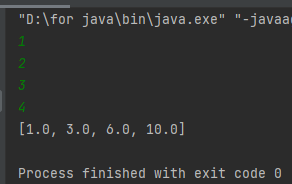 "D:\for java\bin\java.exe" "-javaa
1
2
3
4
[1.0, 3.0, 6.0, 10.0]
Process finished with exit code 0